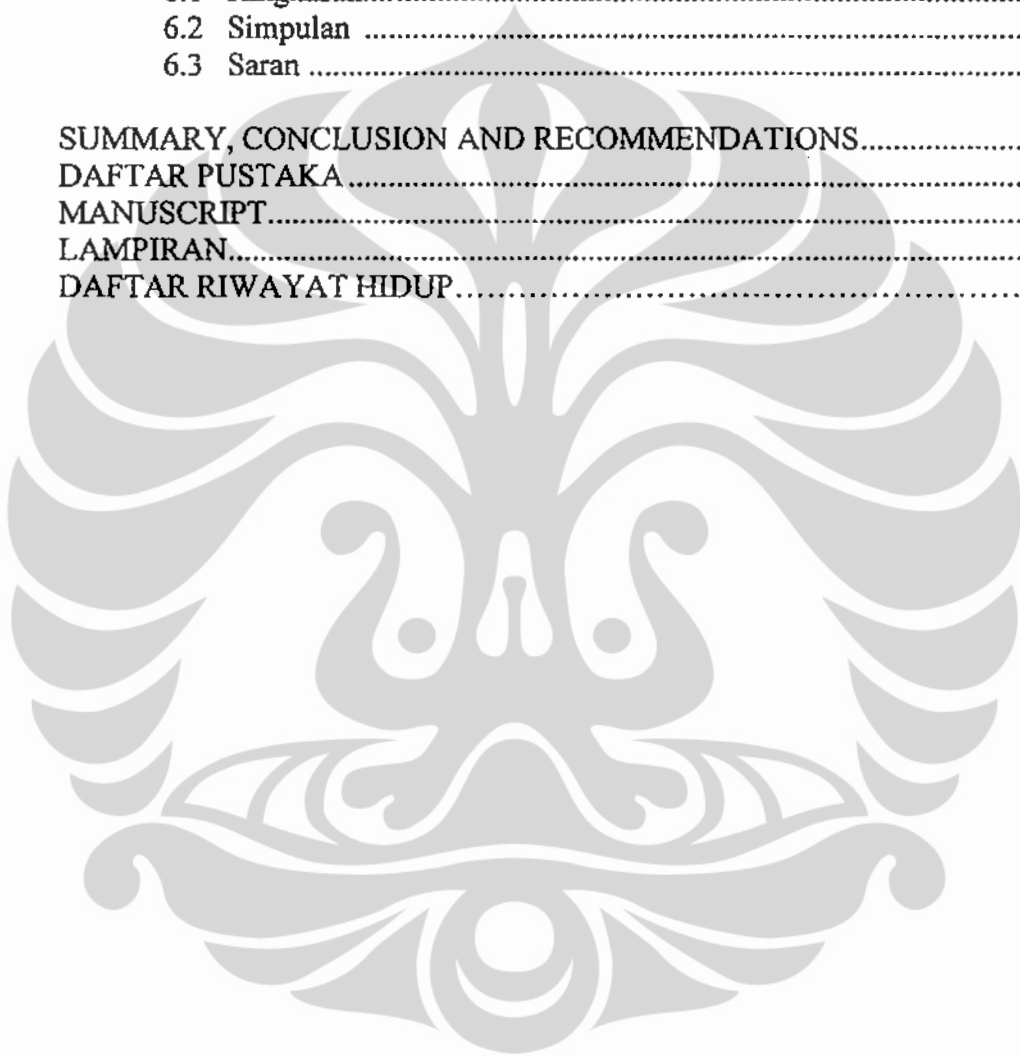 6.2 Simpulan ........................................................
6.3 Saran ........................................................
SUMMARY, CONCLUSION AND RECOMMENDATIONS....................
DAFTAR PUSTAKA........................................................
MANUSCRIPT........................................................
LAMPIRAN........................................................
DAFTAR RIWAYAT HIDUP........................................................